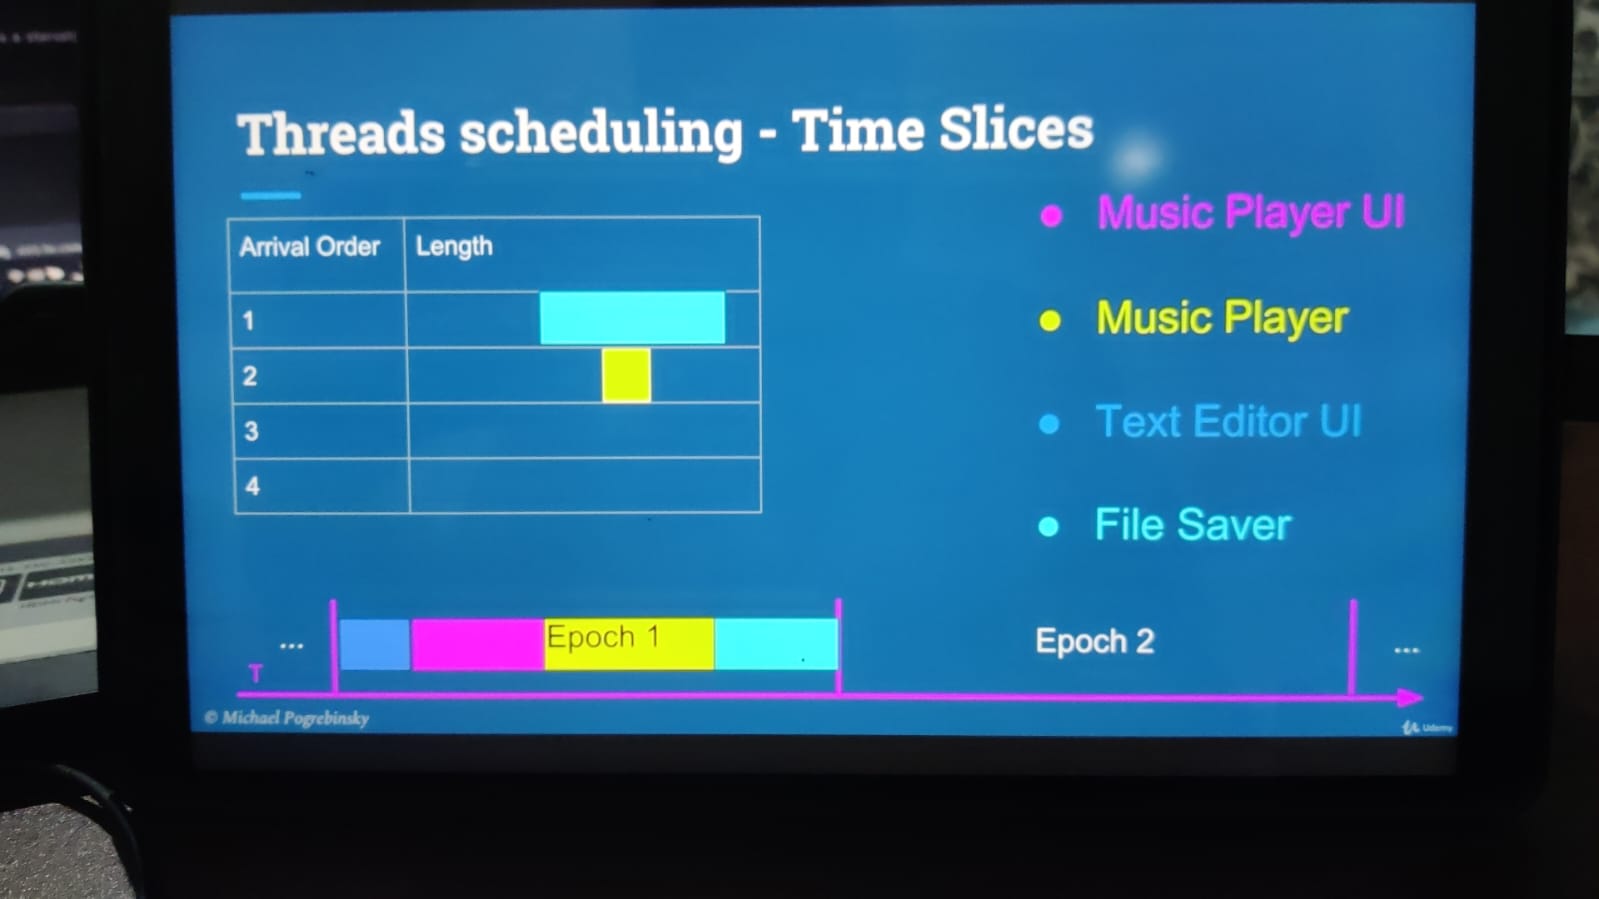 Threads scheduling - Time Slices
Arrival Order Length
1
2
3
4
Music Player UI
Music Player
Text Editor UI
File Saver
... Epoch 1 Epoch 2 ...
T
© Michael Pogrebinsky
Udemy